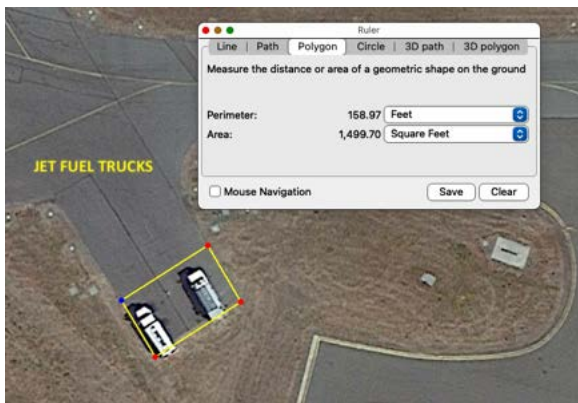 Ruler
Line | Path | Polygon | Circle | 3D path | 3D polygon
Measure the distance or area of a geometric shape on the ground
Perimeter: 158.97 Feet
Area: 1,499.70 Square Feet
Mouse Navigation Save Clear
JET FUEL TRUCKS